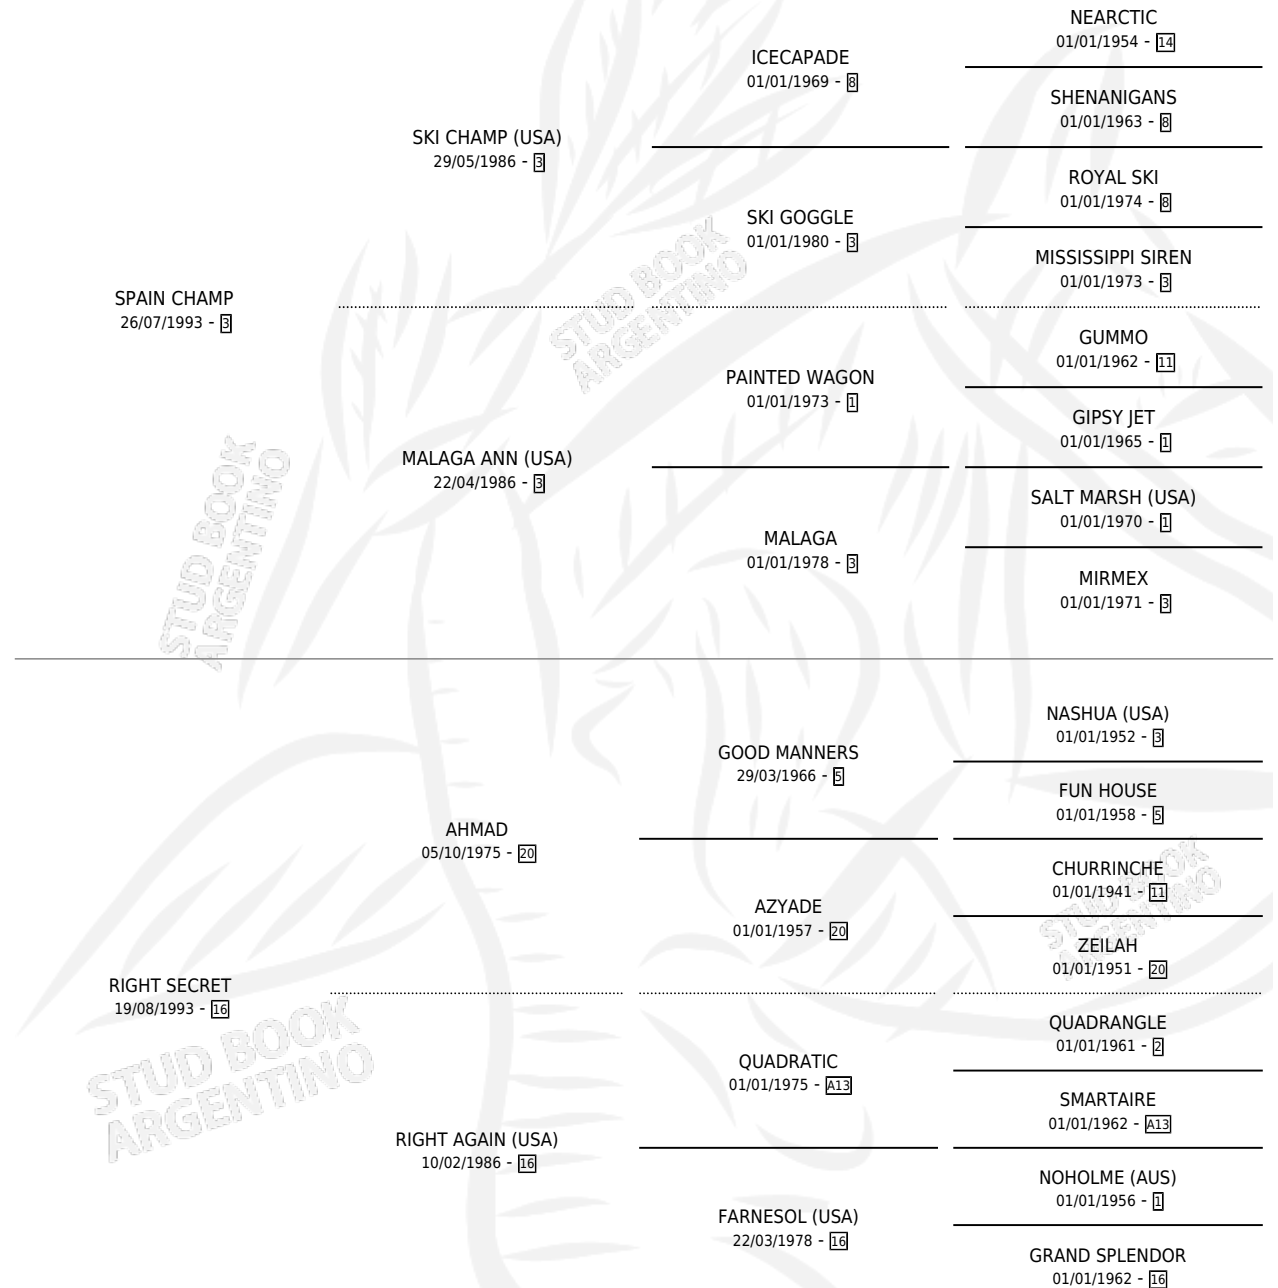 NEARCTIC
01/01/1954 - 14
ICECAPADE
01/01/1969 - 8
SHENANIGANS
01/01/1963 - 8
SKI CHAMP (USA)
29/05/1986 - 3
ROYAL SKI
01/01/1974 - 8
SKI GOGGLE
01/01/1980 - 3
MISSISSIPPI SIREN
01/01/1973 - 3
SPAIN CHAMP
26/07/1993 - 3
GUMMO
01/01/1962 - 11
PAINTED WAGON
01/01/1973 - 1
GIPSY JET
01/01/1965 - 1
MALAGA ANN (USA)
22/04/1986 - 3
SALT MARSH (USA)
01/01/1970 - 1
MALAGA
01/01/1978 - 3
MIRMEX
01/01/1971 - 3
STUD BOOK
ARGENTINO
STUD BOOK
ARGENTINO
NASHUA (USA)
01/01/1952 - 3
GOOD MANNERS
29/03/1966 - 5
FUN HOUSE
01/01/1958 - 5
AHMAD
05/10/1975 - 20
CHURRINCHE
01/01/1941 - 11
AZYADE
01/01/1957 - 20
ZEILAH
01/01/1951 - 20
RIGHT SECRET
19/08/1993 - 16
QUADRANGLE
01/01/1961 - 2
QUADRATIC
01/01/1975 - A13
SMARTAIRE
01/01/1962 - A13
RIGHT AGAIN (USA)
10/02/1986 - 16
NOHOLME (AUS)
01/01/1956 - 1
FARNESOL (USA)
22/03/1978 - 16
GRAND SPLENDOR
01/01/1962 - 16
STUD BOOK
ARGENTINO
STUD BOOK
ARGENTINO